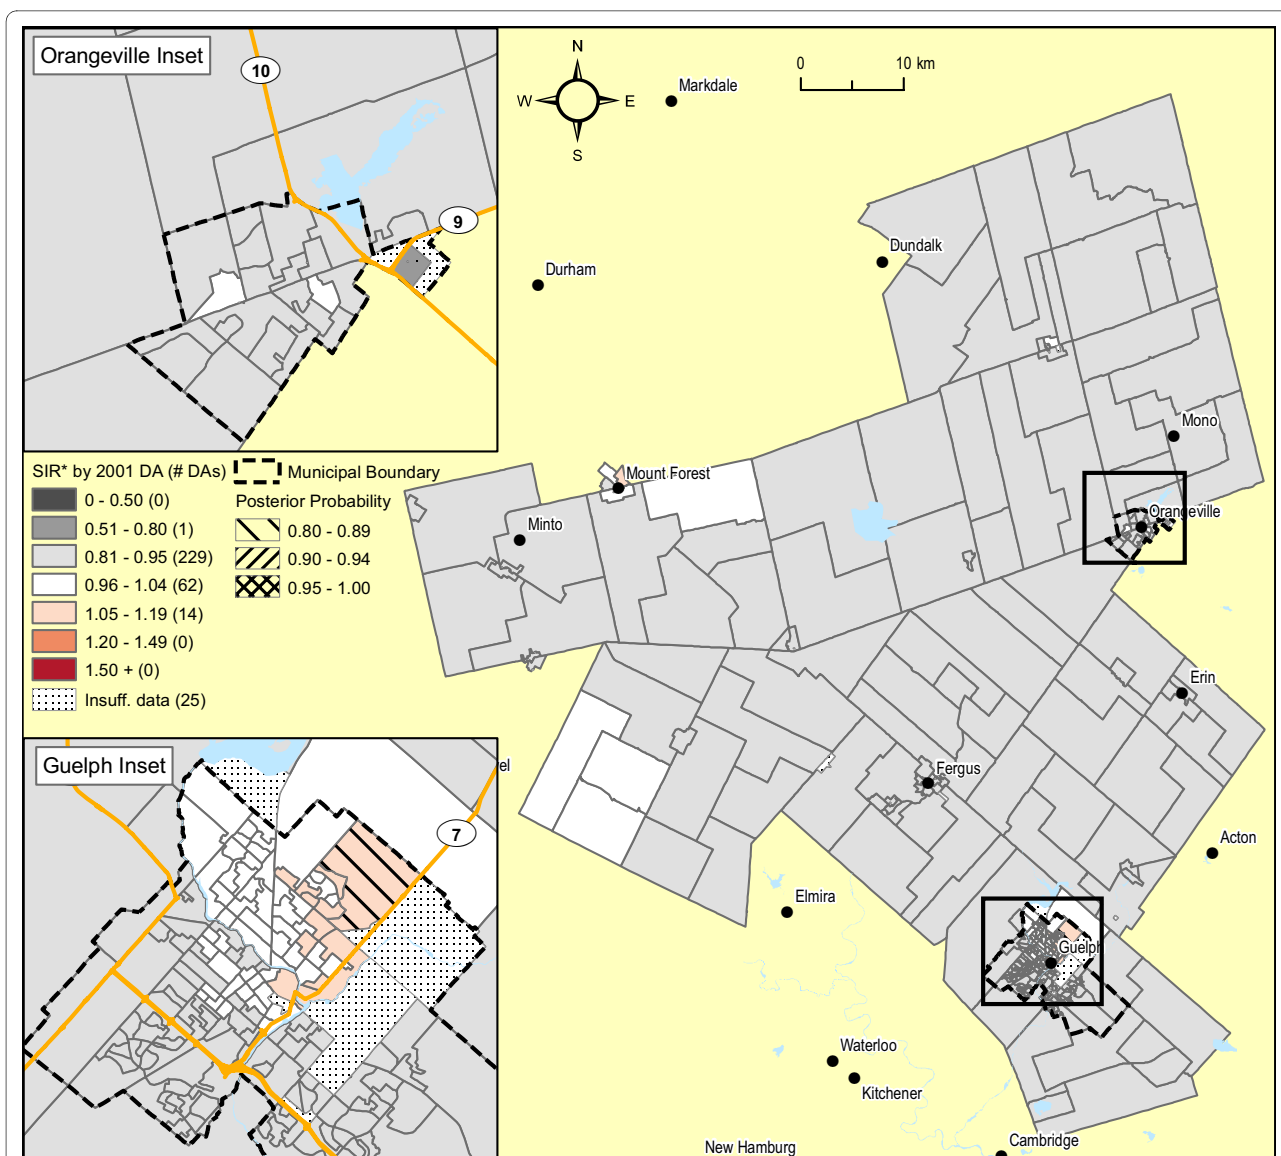 Orangeville Inset
10
9
N
W
E
S
0
10 km
Markdale
Dundalk
Durham
Mono
Mount Forest
Orangeville
Minto
SIR* by 2001 DA (# DAs)
0 - 0.50 (0)
0.51 - 0.80 (1)
0.81 - 0.95 (229)
0.96 - 1.04 (62)
1.05 - 1.19 (14)
1.20 - 1.49 (0)
1.50 + (0)
Insuff. data (25)
Municipal Boundary
Posterior Probability
0.80 - 0.89
0.90 - 0.94
0.95 - 1.00
Erin
Fergus
Guelph Inset
el
7
Acton
Elmira
Guelph
Waterloo
Kitchener
New Hamburg
Cambridge